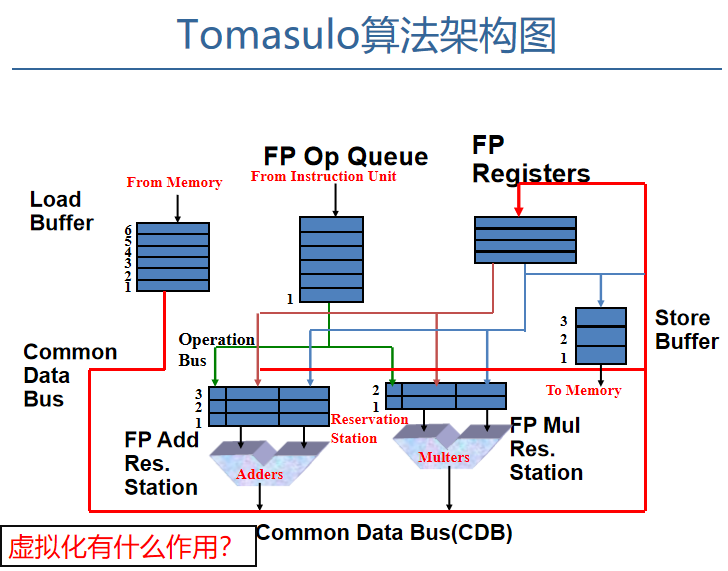 Tomasulo算法架构图
FP Op Queue
FP
Registers
From Memory
From Instruction Unit
Load
Buffer
6
5
4
3
2
1
1
Operation
Bus
3
2
1
Store
Buffer
To Memory
Common
Data
Bus
3
2
1
2
1
Reservation
Station
FP Add
Res.
Station
Adders
Multers
FP Mul
Res.
Station
Common Data Bus(CDB)
虚拟化有什么作用?